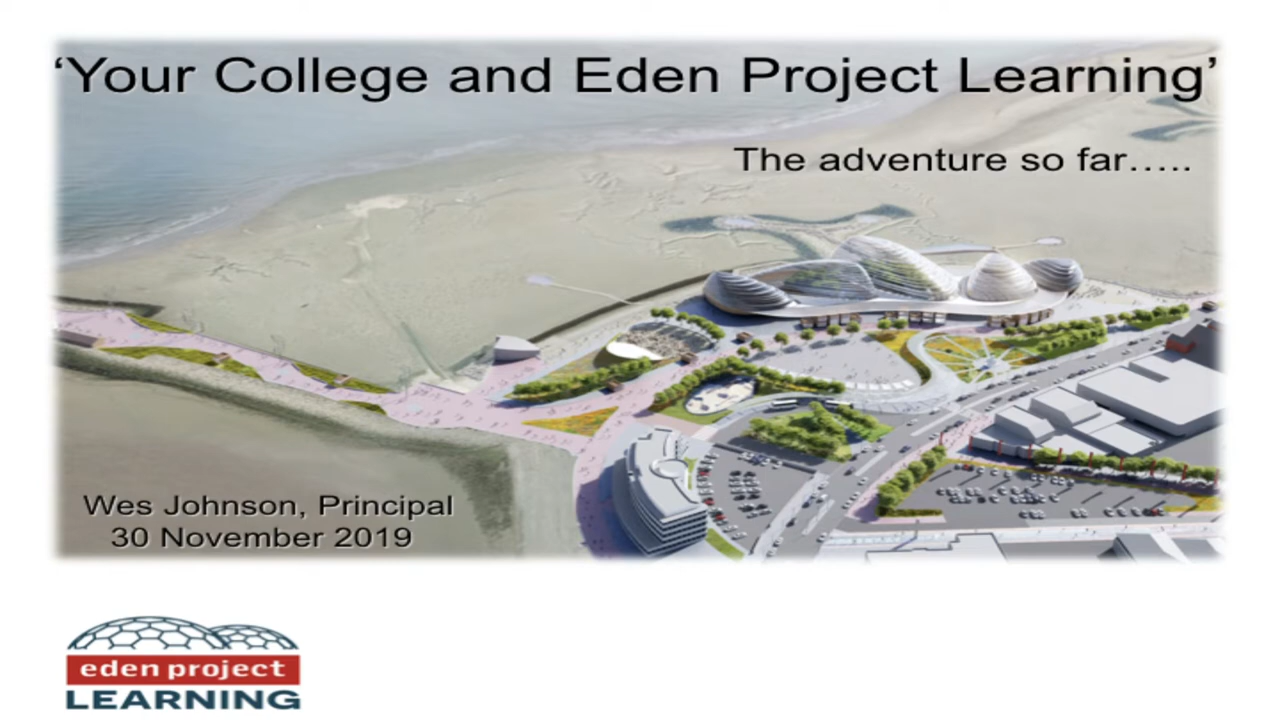 ‘Your College and Eden Project Learning’
The adventure so far…..
Wes Johnson, Principal
30 November 2019
eden project
LEARNING